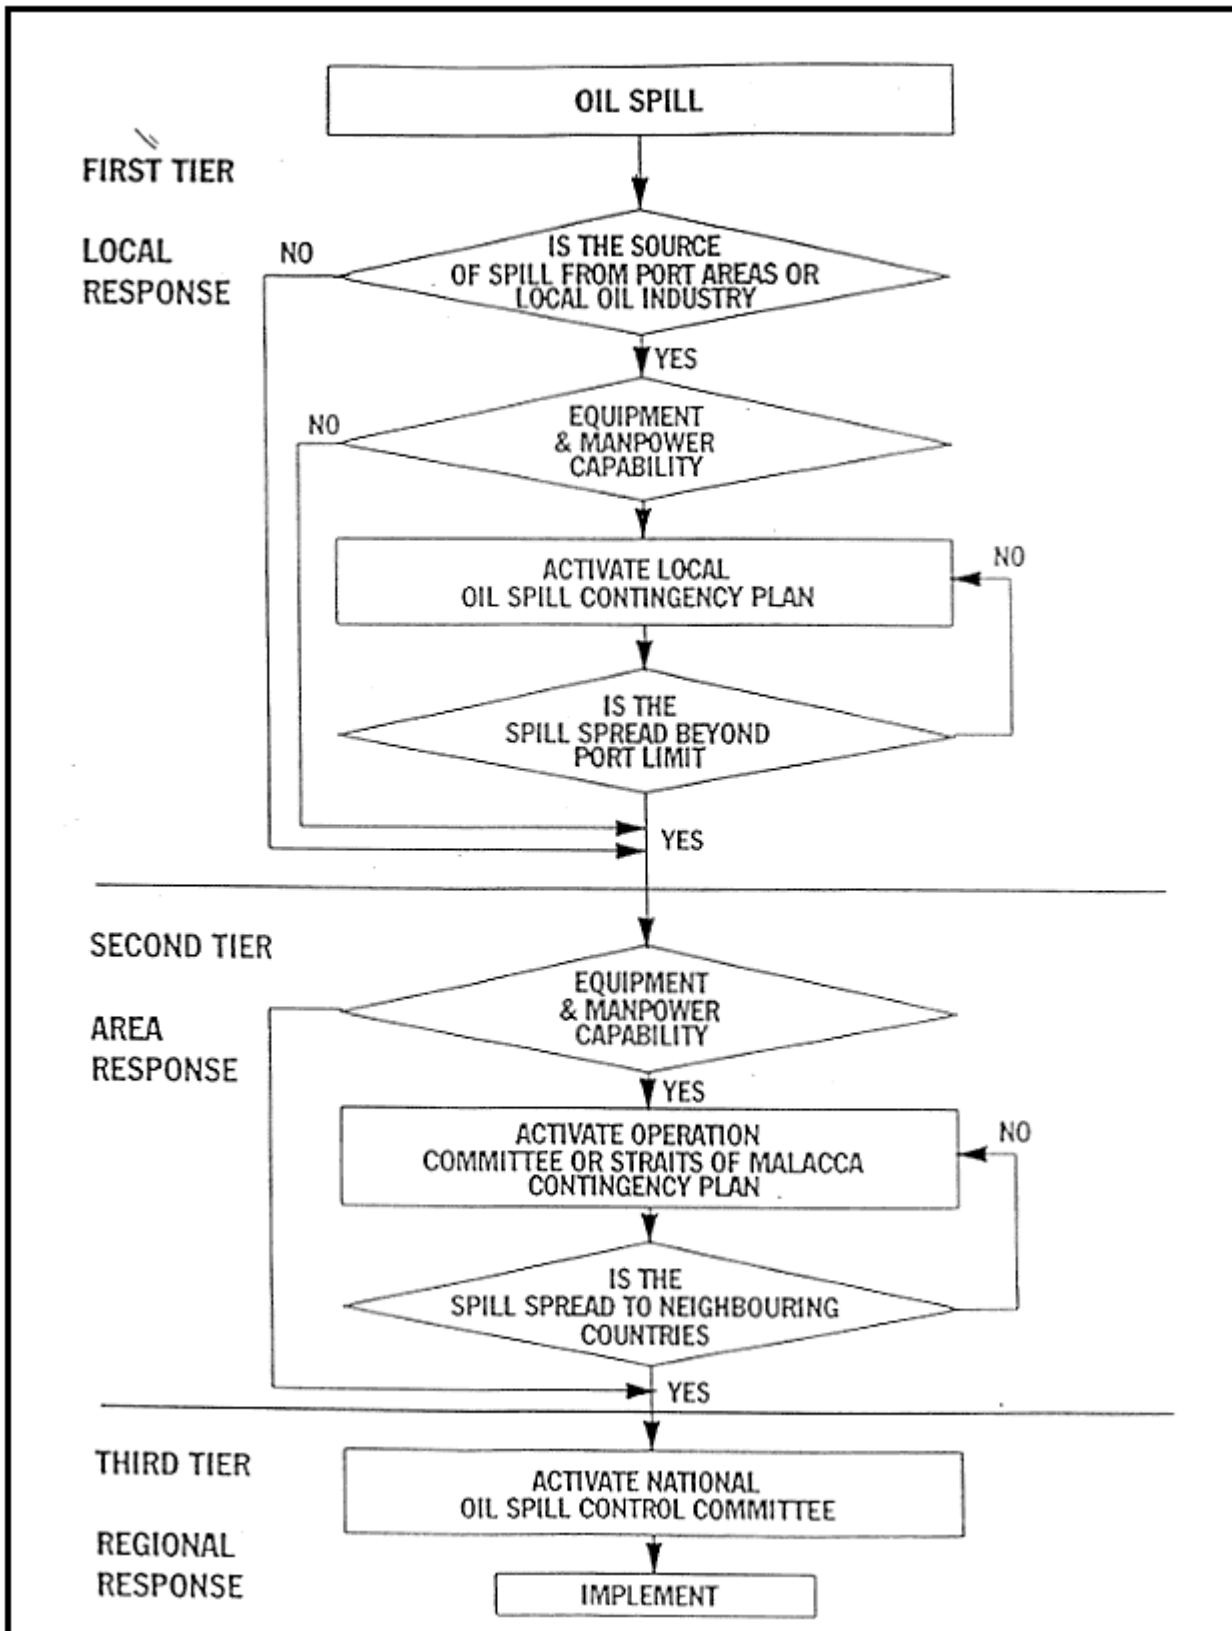 OIL SPILL
FIRST TIER
LOCAL
RESPONSE
NO
IS THE SOURCE
OF SPILL FROM PORT AREAS OR
LOCAL OIL INDUSTRY
YES
NO
EQUIPMENT
& MANPOWER
CAPABILITY
ACTIVATE LOCAL
OIL SPILL CONTINGENCY PLAN
NO
IS THE
SPILL SPREAD BEYOND
PORT LIMIT
YES
SECOND TIER
AREA
RESPONSE
EQUIPMENT
& MANPOWER
CAPABILITY
YES
ACTIVATE OPERATION
COMMITTEE OR STRAITS OF MALACCA
CONTINGENCY PLAN
NO
IS THE
SPILL SPREAD TO NEIGHBOURING
COUNTRIES
YES
THIRD TIER
REGIONAL
RESPONSE
ACTIVATE NATIONAL
OIL SPILL CONTROL COMMITTEE
IMPLEMENT